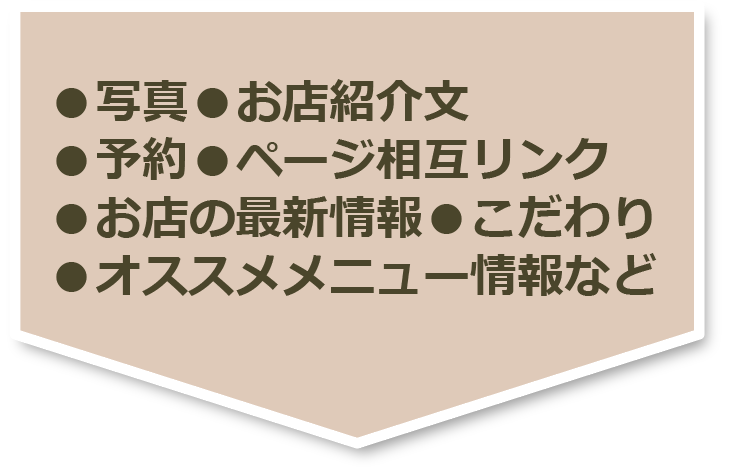 ●写真●お店紹介文
●予約●ページ相互リンク
●お店の最新情報●こだわり
●オススメメニュー情報など